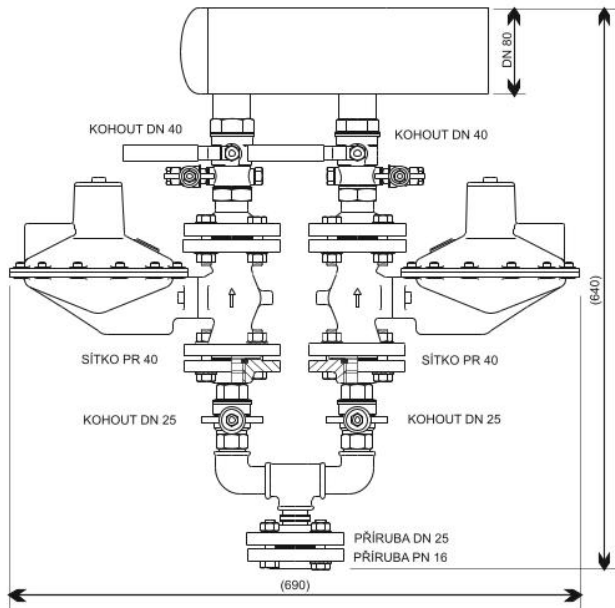 DN 80
KOHOUT DN 40
KOHOUT DN 40
(640)
SÍTKO PR 40
SÍTKO PR 40
KOHOUT DN 25
KOHOUT DN 25
PŘÍRUBA DN 25
PŘÍRUBA PN 16
(690)